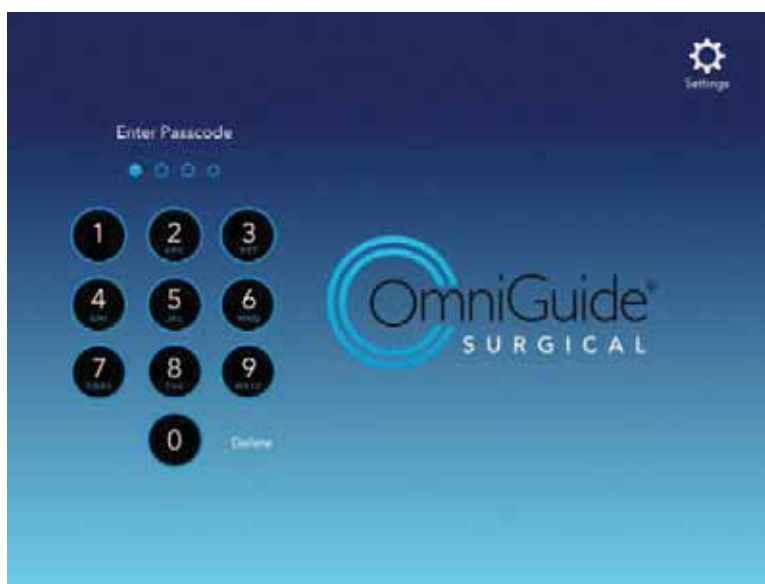 Settings
Enter Passcode
1 2 3
4 5 6
OmniGuide®
SURGICAL
7 8 9
0 Delete